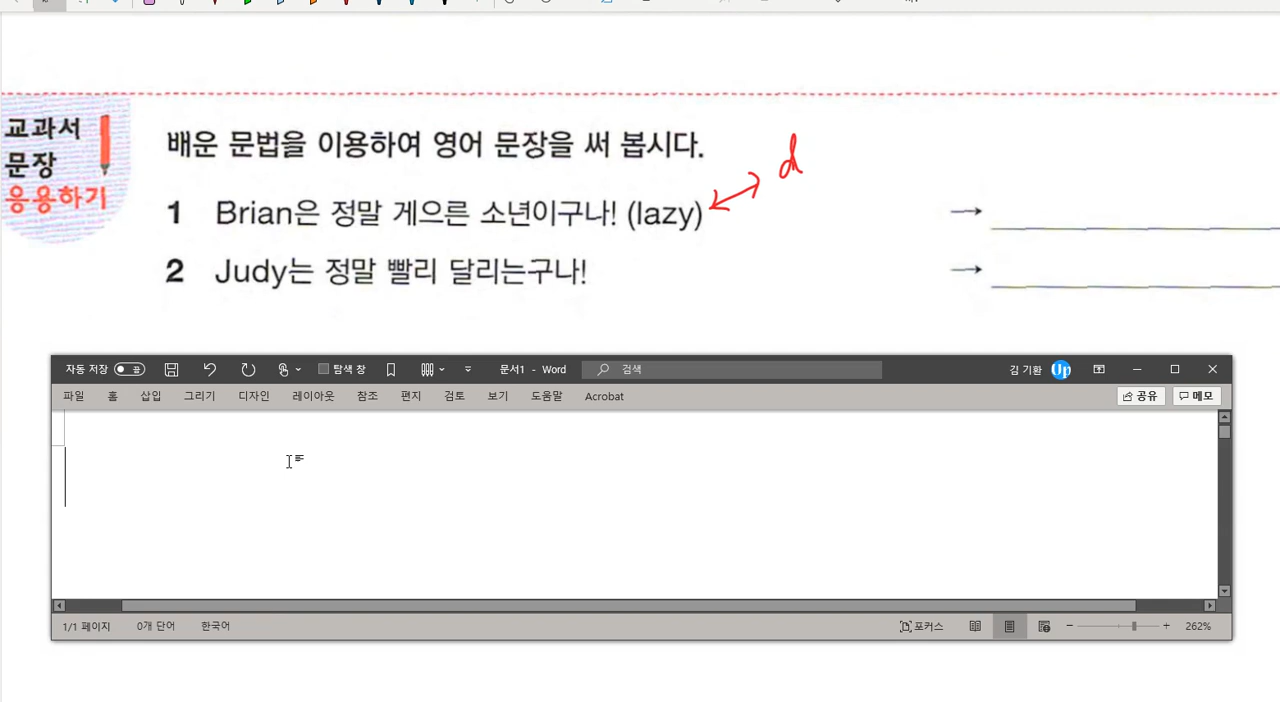 교과서
문장
응용하기
배운 문법을 이용하여 영어 문장을 써 봅시다.
d
1 Brian은 정말 게으른 소년이구나! (lazy) →
2 Judy는 정말 빨리 달리는구나! →
자동 저장 끔 탐색 창 문서1 - Word 검색 김 기환 Up
파일 홈 삽입 그리기 디자인 레이아웃 참조 편지 검토 보기 도움말 Acrobat 공유 메모
1/1 페이지 0개 단어 한국어 포커스 262%